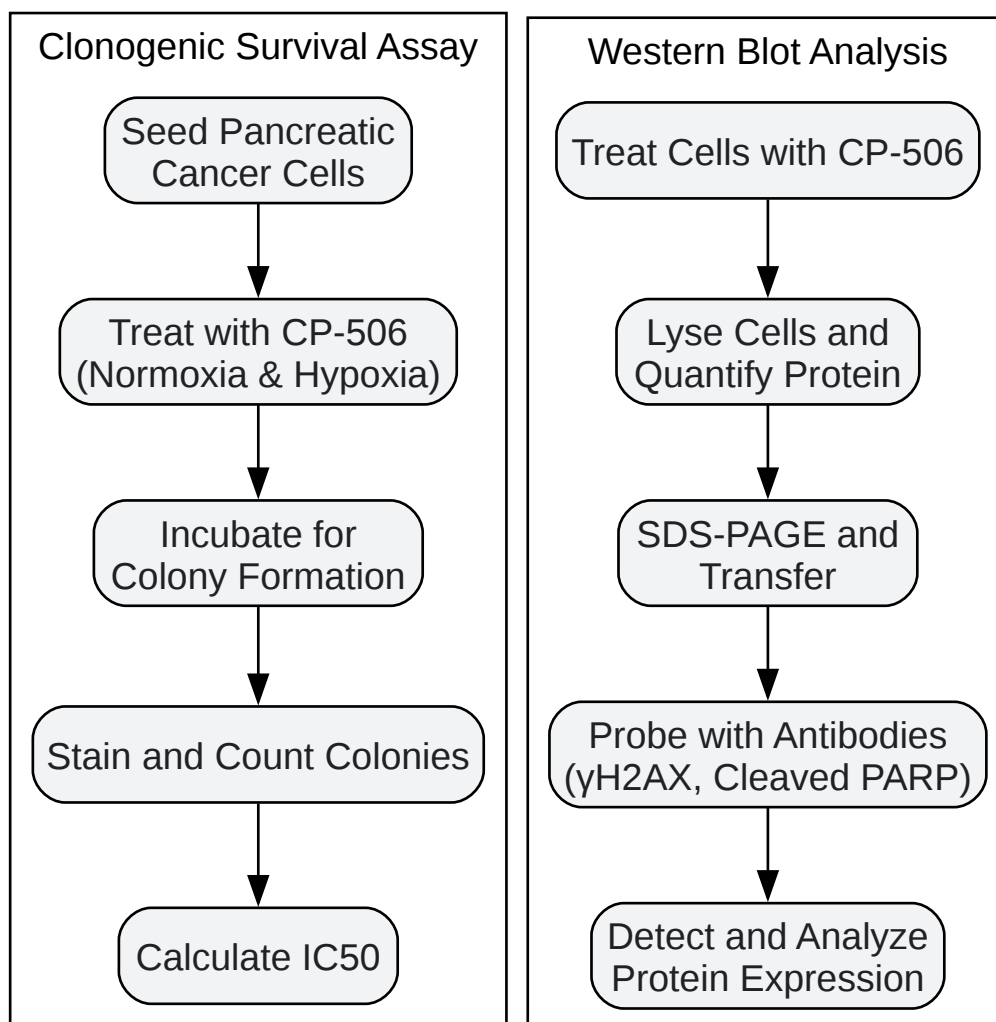 Clonogenic Survival Assay
Seed Pancreatic
Cancer Cells
Treat with CP-506
(Normoxia & Hypoxia)
Incubate for
Colony Formation
Stain and Count Colonies
Calculate IC50
Western Blot Analysis
Treat Cells with CP-506
Lyse Cells and
Quantify Protein
SDS-PAGE and
Transfer
Probe with Antibodies
(γH2AX, Cleaved PARP)
Detect and Analyze
Protein Expression